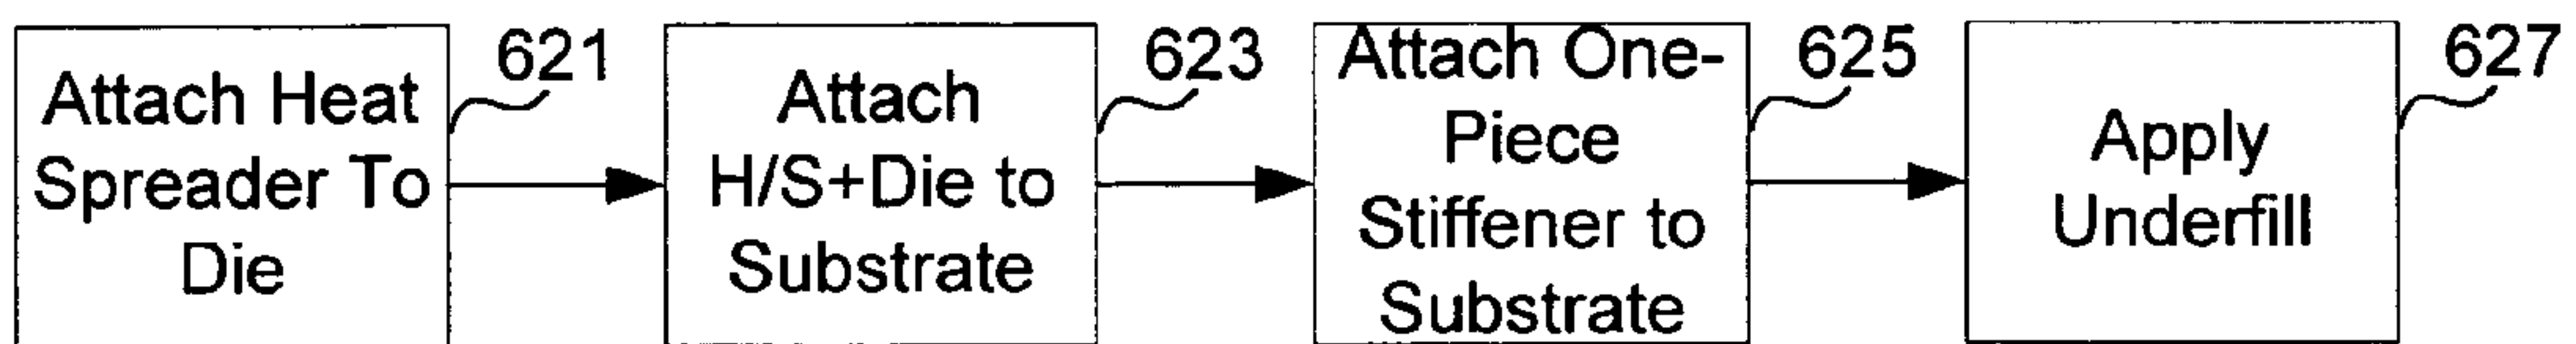 Attach Heat
Spreader To
Die
621
Attach
H/S+Die to
Substrate
623
Attach One-
Piece
Stiffener to
Substrate
625
Apply
Underfill
627